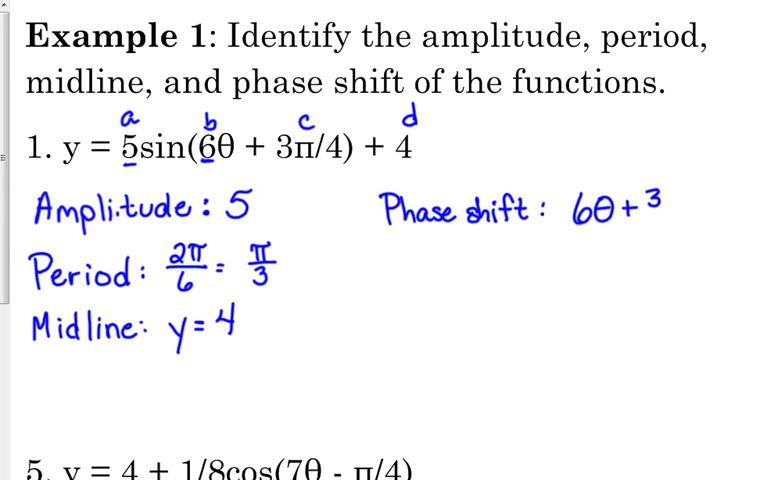 Example 1: Identify the amplitude, period,
midline, and phase shift of the functions.
a b c d
1. y = 5sin(6θ + 3π/4) + 4
Amplitude: 5 Phase shift: 6θ+3
Period: 2π/6 = π/3
Midline: y=4
5. y = 4 + 1/8cos(7θ - π/4)